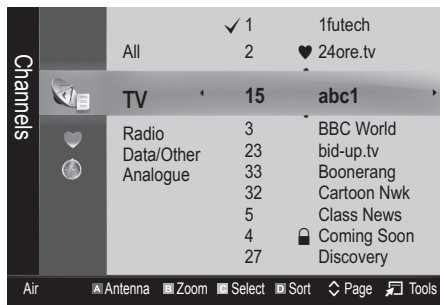 Channels
✓ 1 1futech
All 2 ♥ 24ore.tv
TV 15 abc1
Radio 3 BBC World
Data/Other 23 bid-up.tv
Analogue 33 Boonerang
32 Cartoon Nwk
5 Class News
4 Coming Soon
27 Discovery
Air A Antenna B Zoom C Select D Sort Page Tools